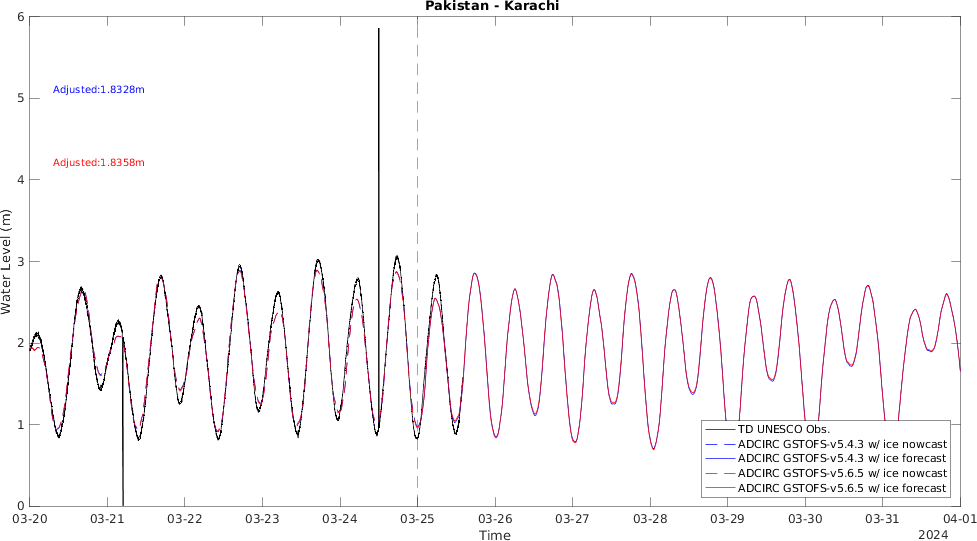 Pakistan - Karachi
6
5
4
3
2
1
0
Water Level (m)
Adjusted:1.8328m
Adjusted:1.8358m
TD UNESCO Obs.
ADCIRC GSTOFS-v5.4.3 w/ ice nowcast
ADCIRC GSTOFS-v5.4.3 w/ ice forecast
ADCIRC GSTOFS-v5.6.5 w/ ice nowcast
ADCIRC GSTOFS-v5.6.5 w/ ice forecast
03-20 03-21 03-22 03-23 03-24 03-25 03-26 03-27 03-28 03-29 03-30 03-31 04-01
Time
2024